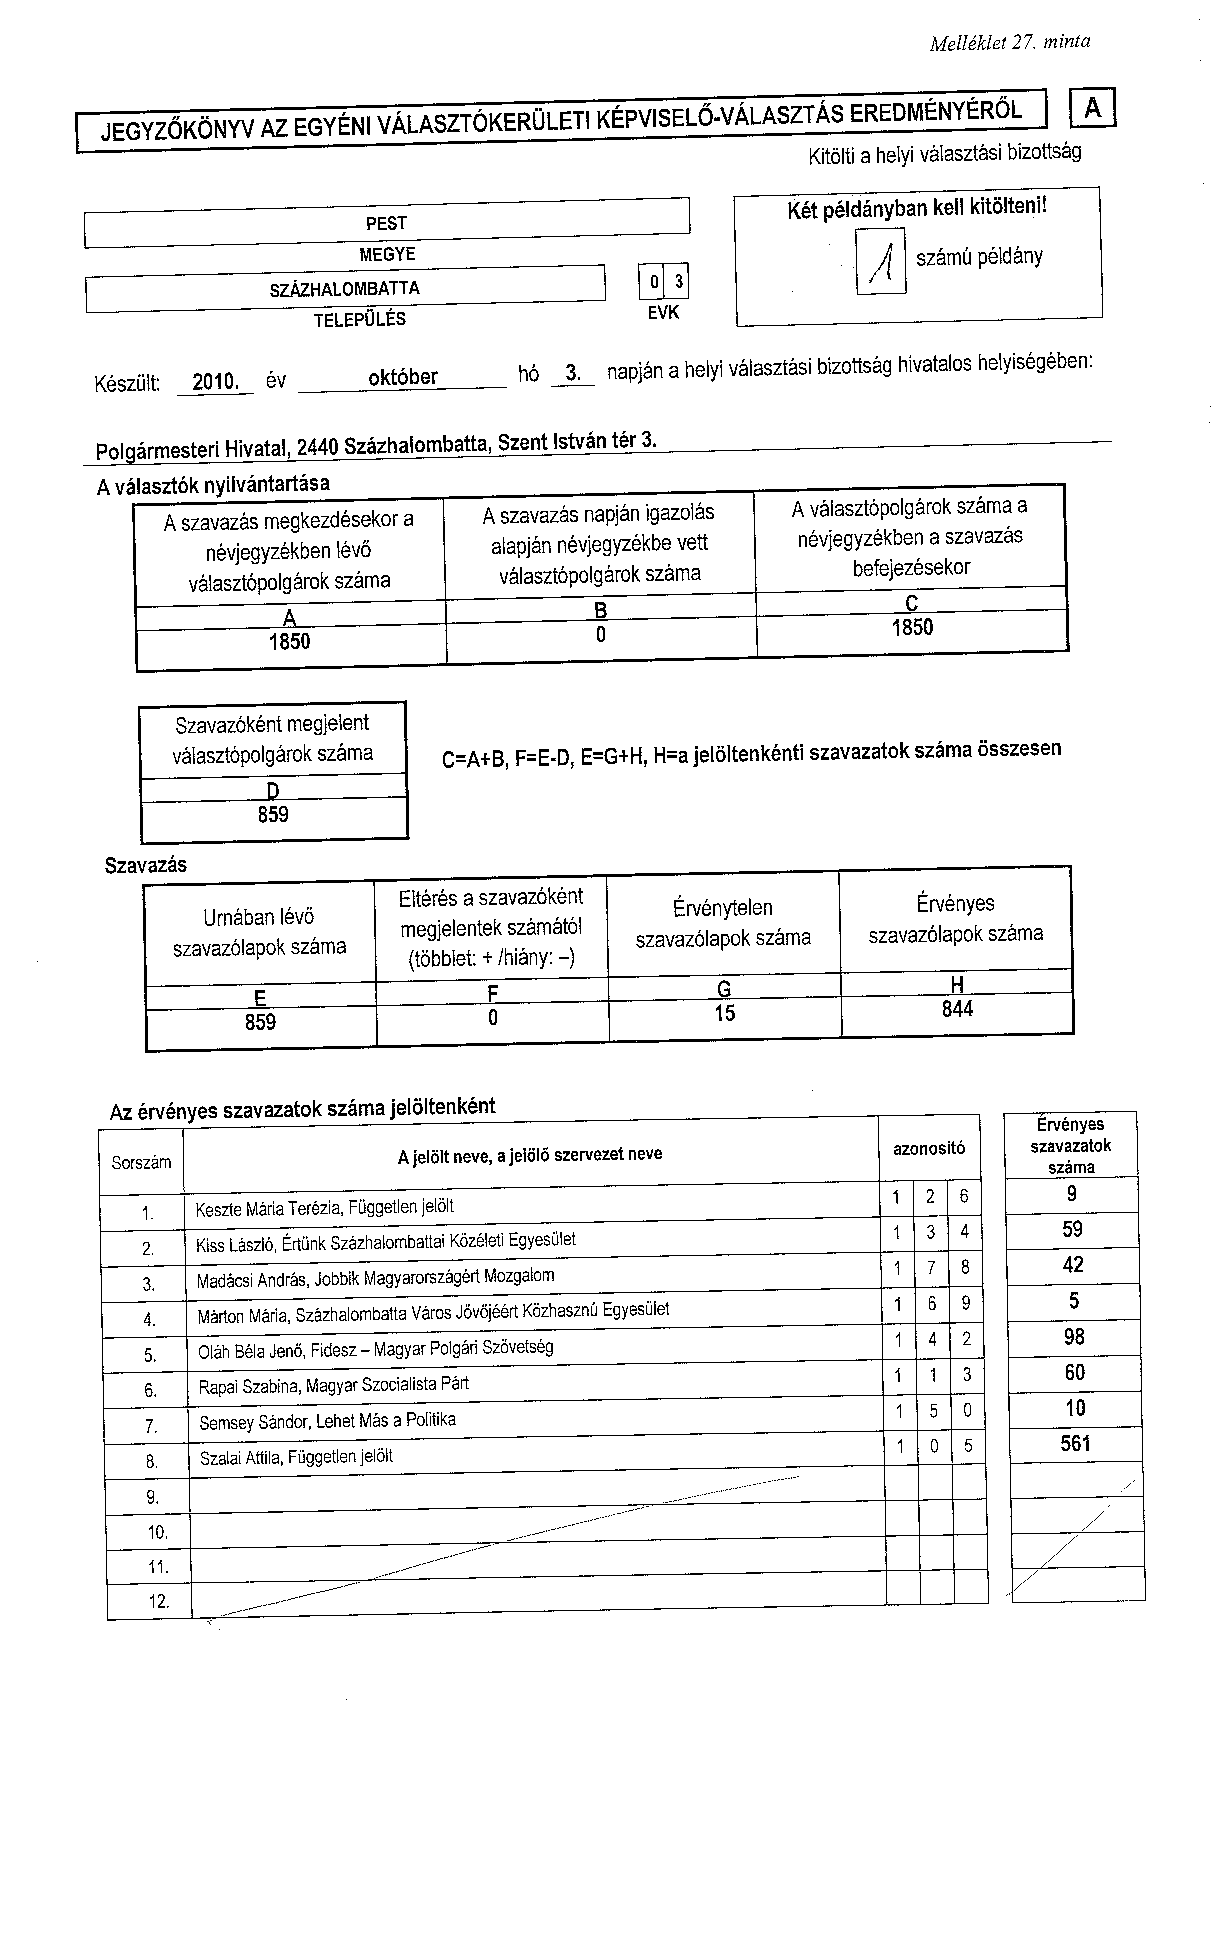 Melléklet 27. minta
JEGYZŐKÖNYV AZ EGYÉNI VÁLASZTÓKERÜLETI KÉPVISELŐ-VÁLASZTÁS EREDMÉNYÉRŐL A
Kitölti a helyi választási bizottság
PEST
MEGYE
SZÁZHALOMBATTA 0 3
TELEPÜLÉS EVK
Két példányban kell kitölteni!
1 számú példány
Készült: 2010. év október hó 3. napján a helyi választási bizottság hivatalos helyiségében:
Polgármesteri Hivatal, 2440 Százhalombatta, Szent István tér 3.
A választók nyilvántartása
A szavazás megkezdésekor a névjegyzékben lévő választópolgárok száma
A szavazás napján igazolás alapján névjegyzékbe vett választópolgárok száma
A választópolgárok száma a névjegyzékben a szavazás befejezésekor
A B C
1850 0 1850
Szavazóként megjelent
választópolgárok száma
D
859
C=A+B, F=E-D, E=G+H, H=a jelöltenkénti szavazatok száma összesen
Szavazás
Urnában lévő szavazólapok száma
Eltérés a szavazóként megjelentek számától (többlet: + /hiány: –)
Érvénytelen szavazólapok száma
Érvényes szavazólapok száma
E F G H
859 0 15 844
Az érvényes szavazatok száma jelöltenként
Sorszám A jelölt neve, a jelölő szervezet neve azonosító Érvényes szavazatok száma
1. Keszte Mária Terézia, Független jelölt 1 2 6 9
2. Kiss László, Értünk Százhalombattai Közéleti Egyesület 1 3 4 59
3. Madácsi András, Jobbik Magyarországért Mozgalom 1 7 8 42
4. Márton Mária, Százhalombatta Város Jövőjéért Közhasznú Egyesület 1 6 9 5
5. Oláh Béla Jenő, Fidesz – Magyar Polgári Szövetség 1 4 2 98
6. Rapai Szabina, Magyar Szocialista Párt 1 1 3 60
7. Semsey Sándor, Lehet Más a Politika 1 5 0 10
8. Szalai Attila, Független jelölt 1 0 5 561
9.
10.
11.
12.